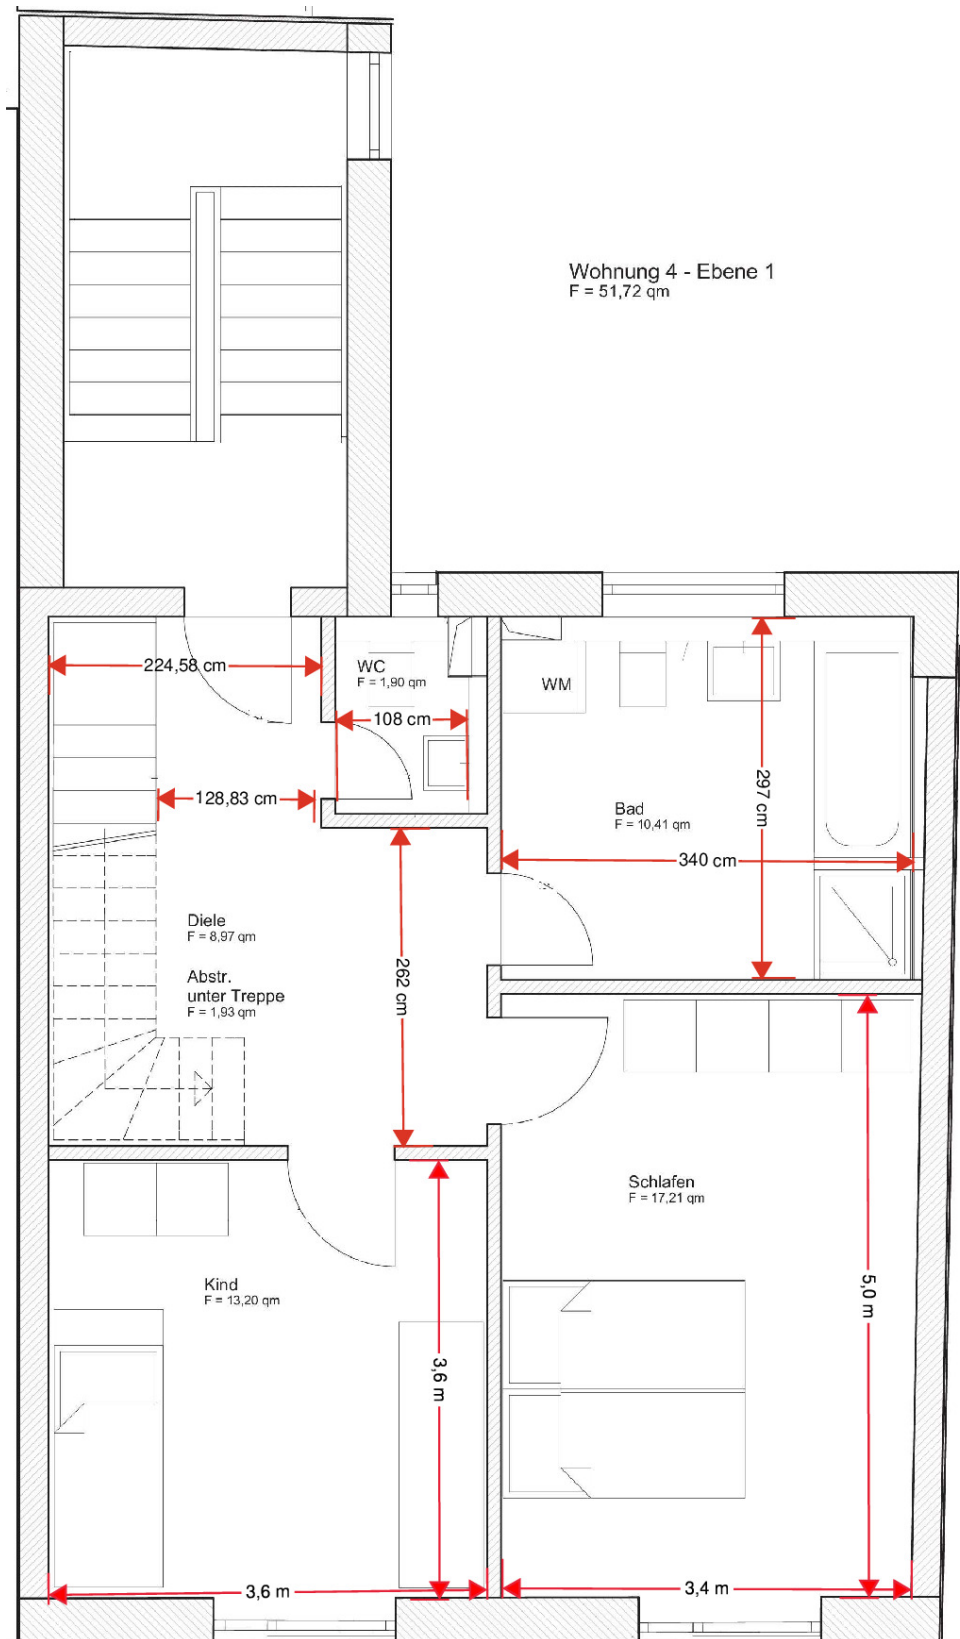 Wohnung 4 - Ebene 1
F = 51,72 qm
224,58 cm
WC
F = 1,90 qm
108 cm
WM
128,83 cm
297 cm
Bad
F = 10,41 qm
340 cm
Diele
F = 8,97 qm
Abstr.
unter Treppe
F = 1,93 qm
262 cm
Schlafen
F = 17,21 qm
Kind
F = 13,20 qm
5,0 m
3,6 m
3,6 m
3,4 m